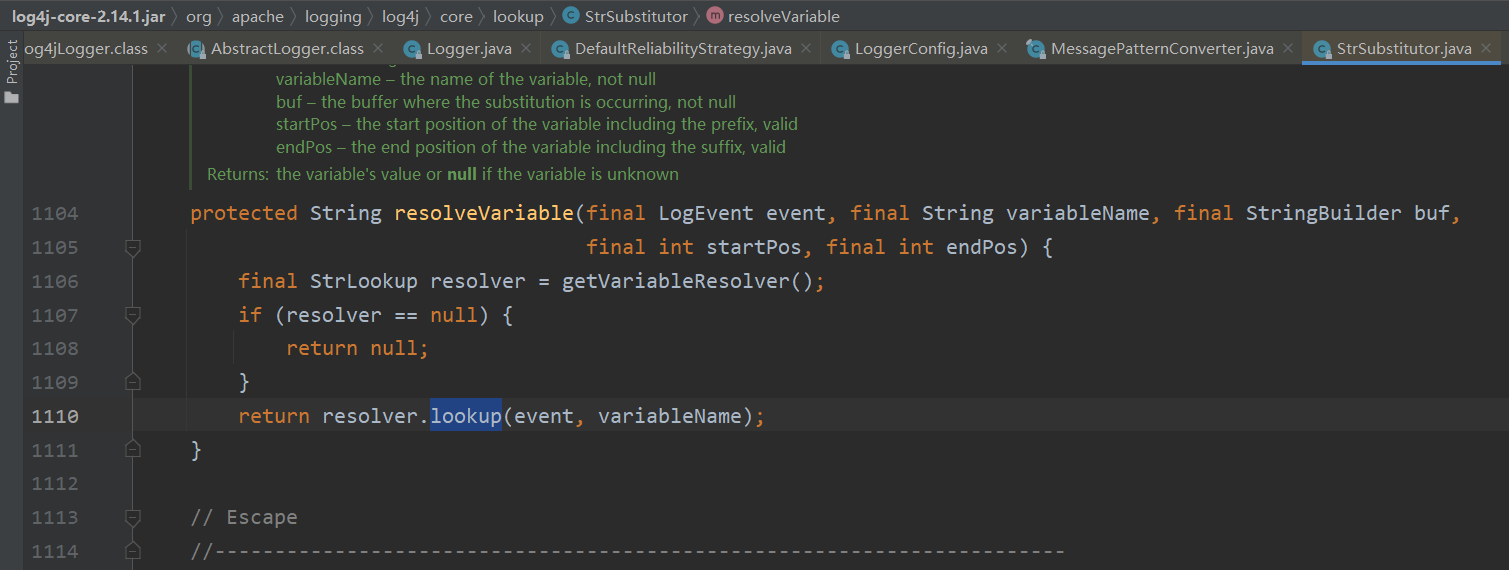 log4j-core-2.14.1.jar org apache logging log4j core lookup StrSubstitutor resolveVariable
og4jLogger.class AbstractLogger.class Logger.java DefaultReliabilityStrategy.java LoggerConfig.java MessagePatternConverter.java StrSubstitutor.java
Project
variableName – the name of the variable, not null
buf – the buffer where the substitution is occurring, not null
startPos – the start position of the variable including the prefix, valid
endPos – the end position of the variable including the suffix, valid
Returns: the variable's value or null if the variable is unknown
1104 protected String resolveVariable(final LogEvent event, final String variableName, final StringBuilder buf,
1105 final int startPos, final int endPos) {
1106 final StrLookup resolver = getVariableResolver();
1107 if (resolver == null) {
1108 return null;
1109 }
1110 return resolver.lookup(event, variableName);
1111 }
1112
1113 // Escape
1114 //-----------------------------------------------------------------------